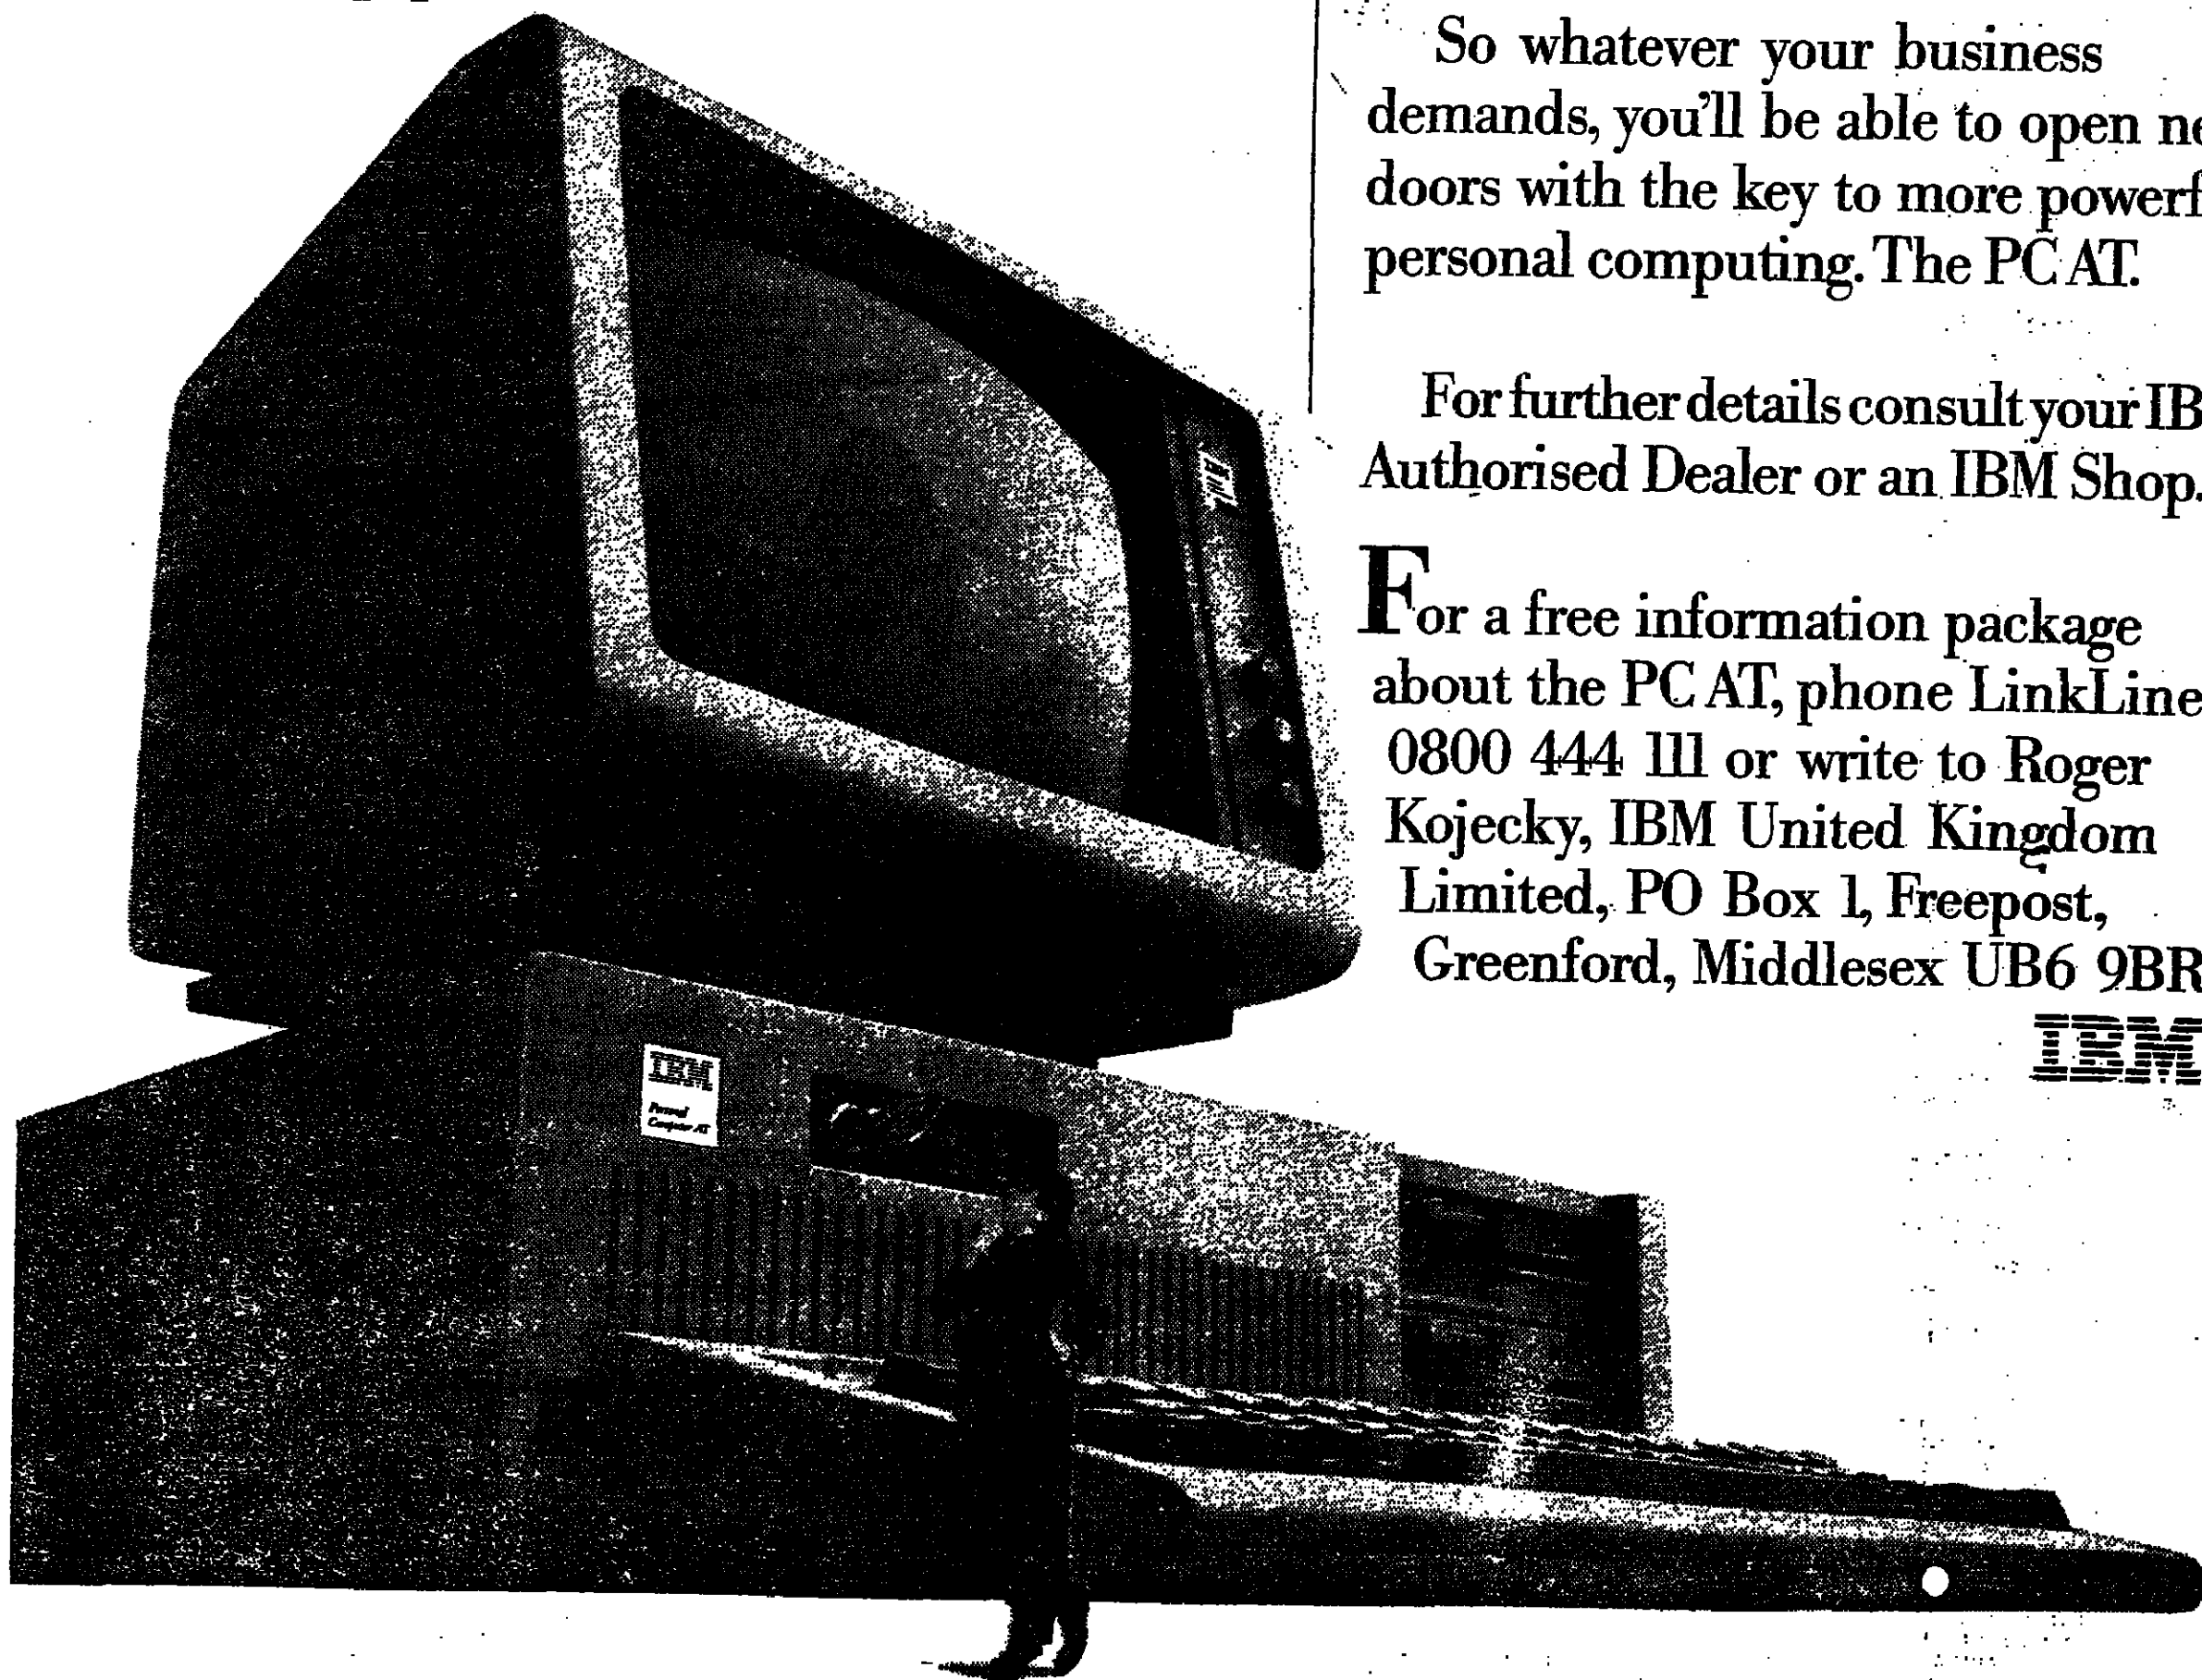 So whatever your business
demands, you'll be able to open
doors with the key to more
personal computing. The PC AT.
For further details consult your
Authorised Dealer or an IBM Shop.
For a free information package
about the PC AT, phone LinkLine
0800 444 111 or write to Roger
Kojecky, IBM United Kingdom
Limited, PO Box 1, Freepost,
Greenford, Middlesex UB6 9BR
IBM
IBM
Personal
Computer AT